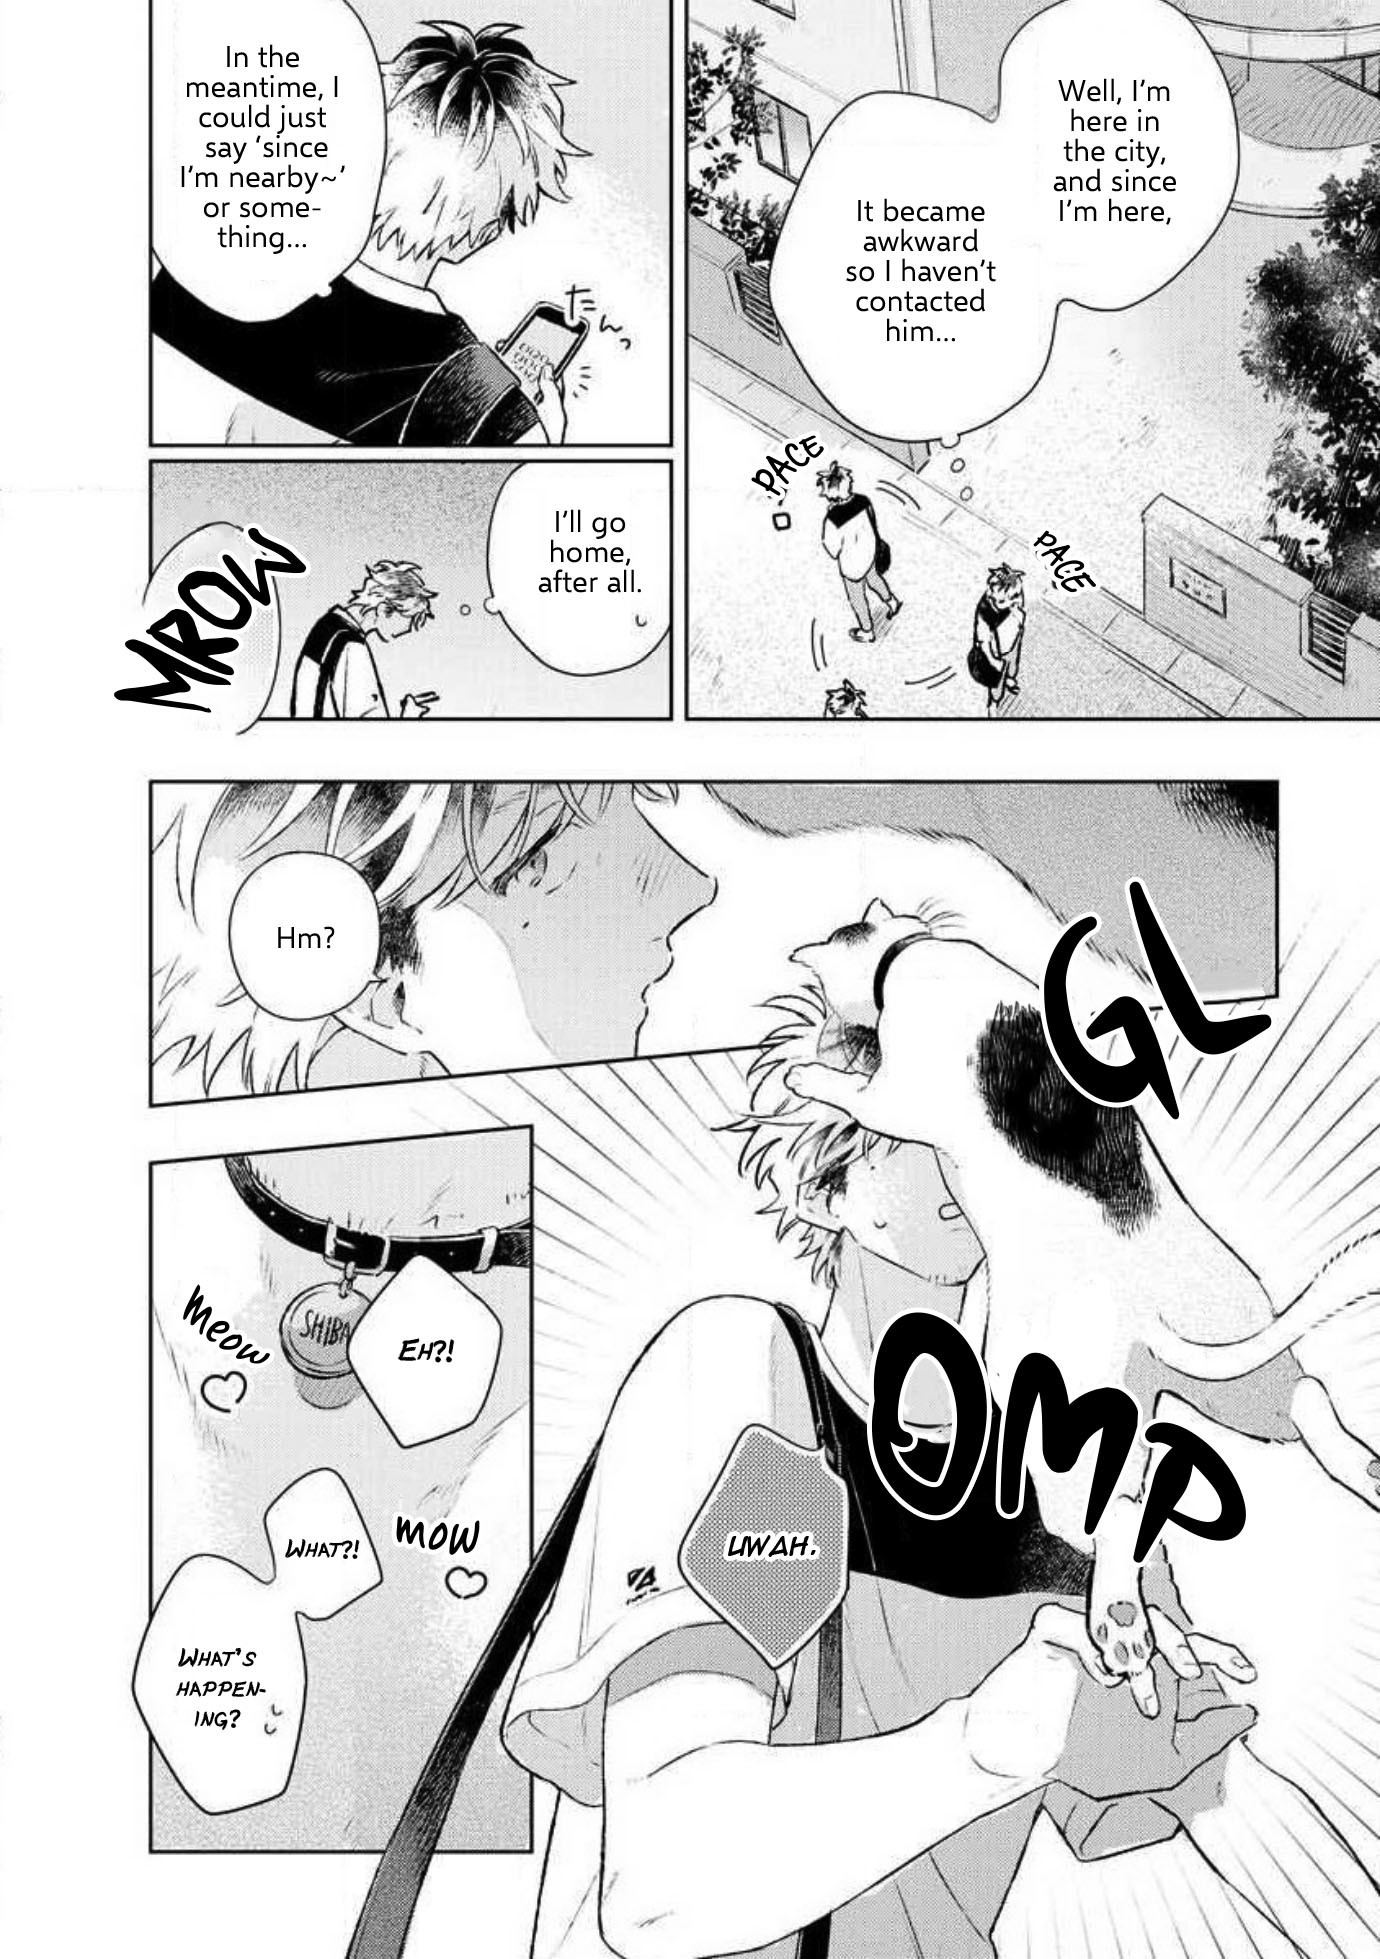 Well, I'm
here in
the city,
and since
I'm here,
It became
awkward
so I haven't
contacted
him...
PACE
PACE
In the
meantime, I
could just
say 'since
I'm nearby~'
or some-
thing...
I'll go
home,
after all.
MROW
Hm?
GL
OMP
UWAH.
SHIBA
EH?!
meow
mow
WHAT?!
WHAT'S
HAPPEN-
ING?